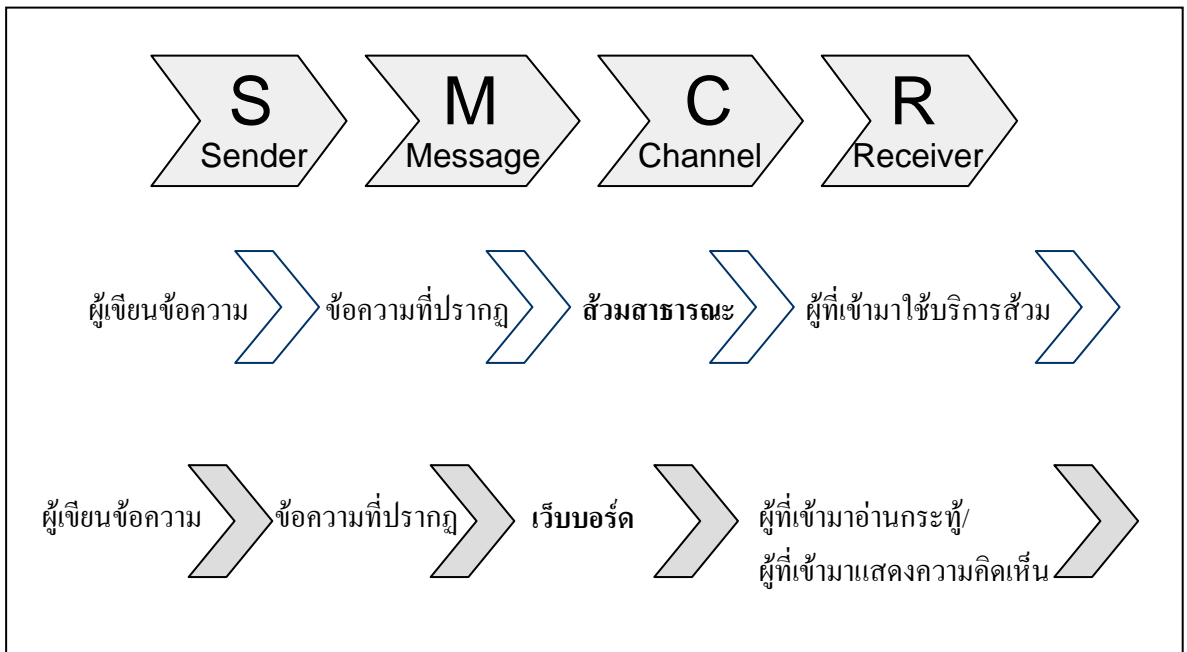 S M C R
Sender Message Channel Receiver
ผู้เขียนข้อความ ข้อความที่ปรากฏ ส้วมสาธารณะ ผู้ที่เข้ามาใช้บริการส้วม
ผู้เขียนข้อความ ข้อความที่ปรากฏ เว็บบอร์ด ผู้ที่เข้ามาอ่านกระทู้/
ผู้ที่เข้ามาแสดงความคิดเห็น